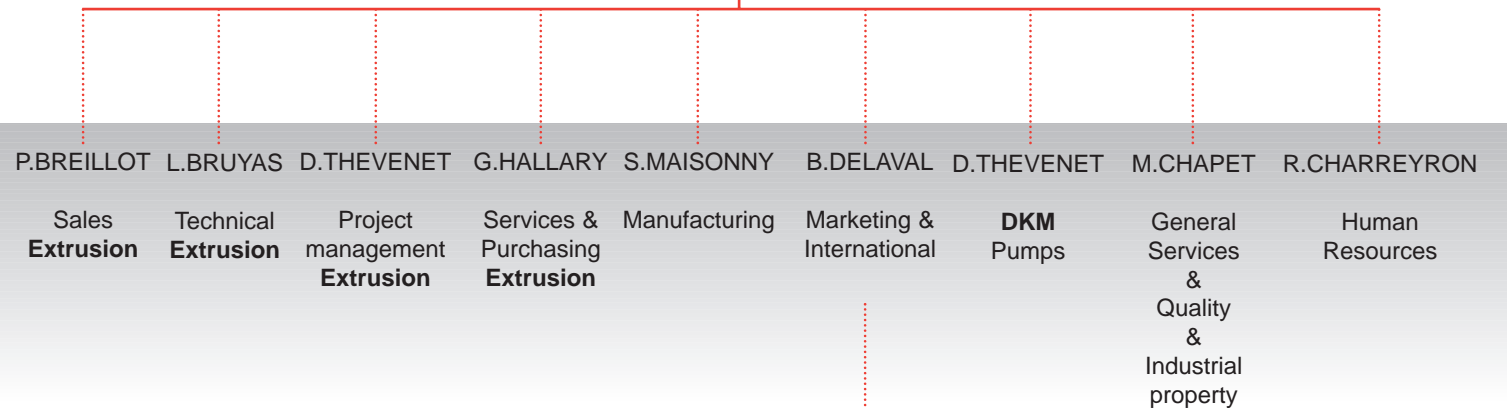 P.BREILLOT
Sales
Extrusion
L.BRUYAS
Technical
Extrusion
D.THEVENET
Project
management
Extrusion
G.HALLARY
Services &
Purchasing
Extrusion
S.MAISONNY
Manufacturing
B.DELAVAL
Marketing &
International
D.THEVENET
DKM
Pumps
M.CHAPET
General
Services
&
Quality
&
Industrial
property
R.CHARREYRON
Human
Resources